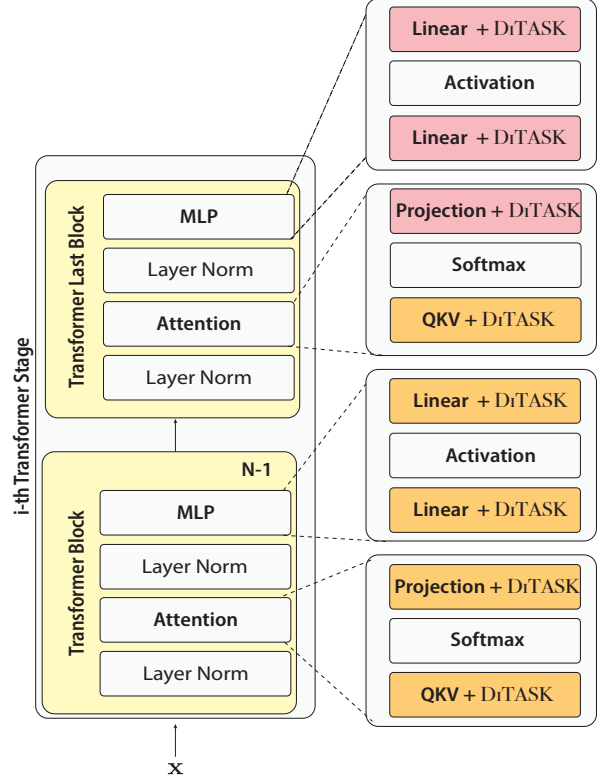 i-th Transformer Stage
Transformer Last Block
MLP
Layer Norm
Attention
Layer Norm
N-1
Transformer Block
MLP
Layer Norm
Attention
Layer Norm
x
Linear + DiTASK
Activation
Linear + DiTASK
Projection + DiTASK
Softmax
QKV + DiTASK
Linear + DiTASK
Activation
Linear + DiTASK
Projection + DiTASK
Softmax
QKV + DiTASK